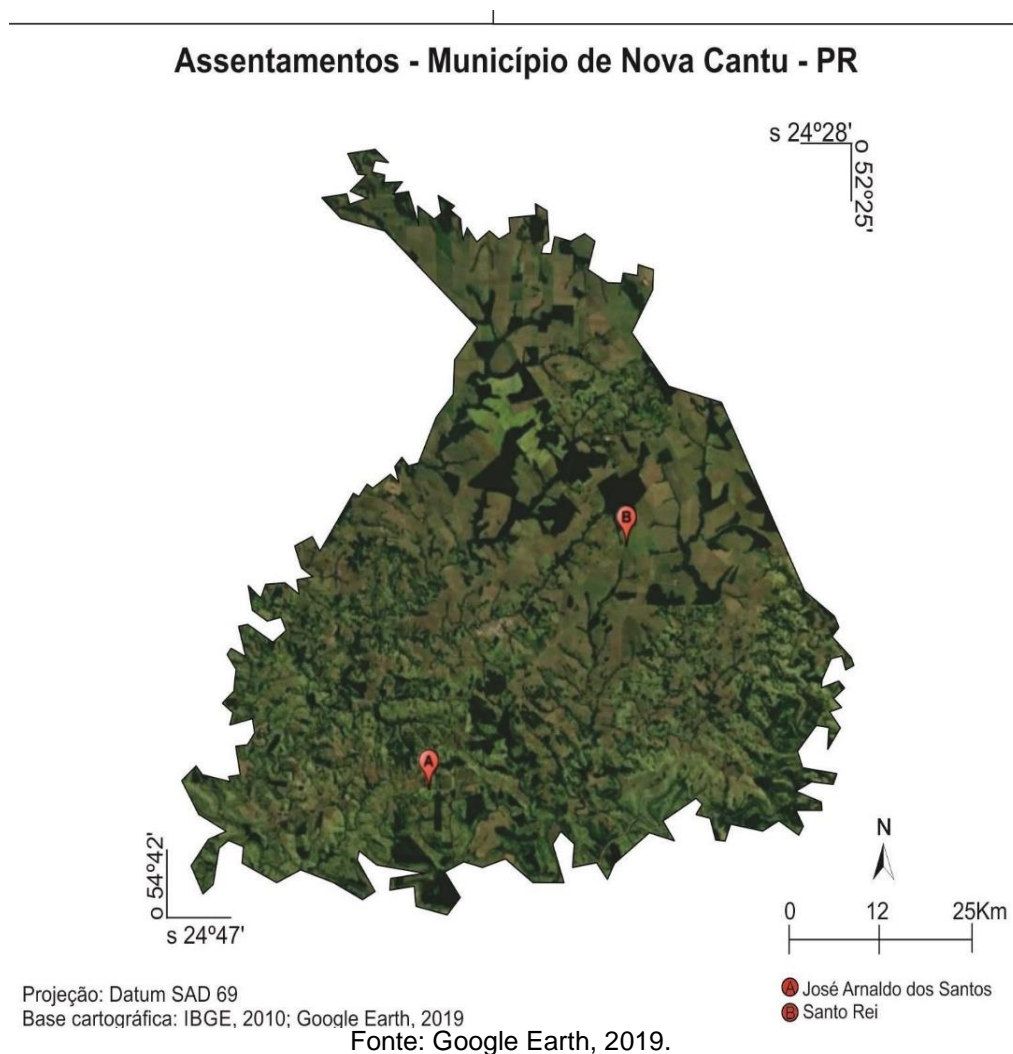 Assentamentos - Município de Nova Cantu - PR
s 24º28'
o 52º25'
B
A
o 54º42'
s 24º47'
N
0 12 25Km
A José Arnaldo dos Santos
B Santo Rei
Projeção: Datum SAD 69
Base cartográfica: IBGE, 2010; Google Earth, 2019
Fonte: Google Earth, 2019.